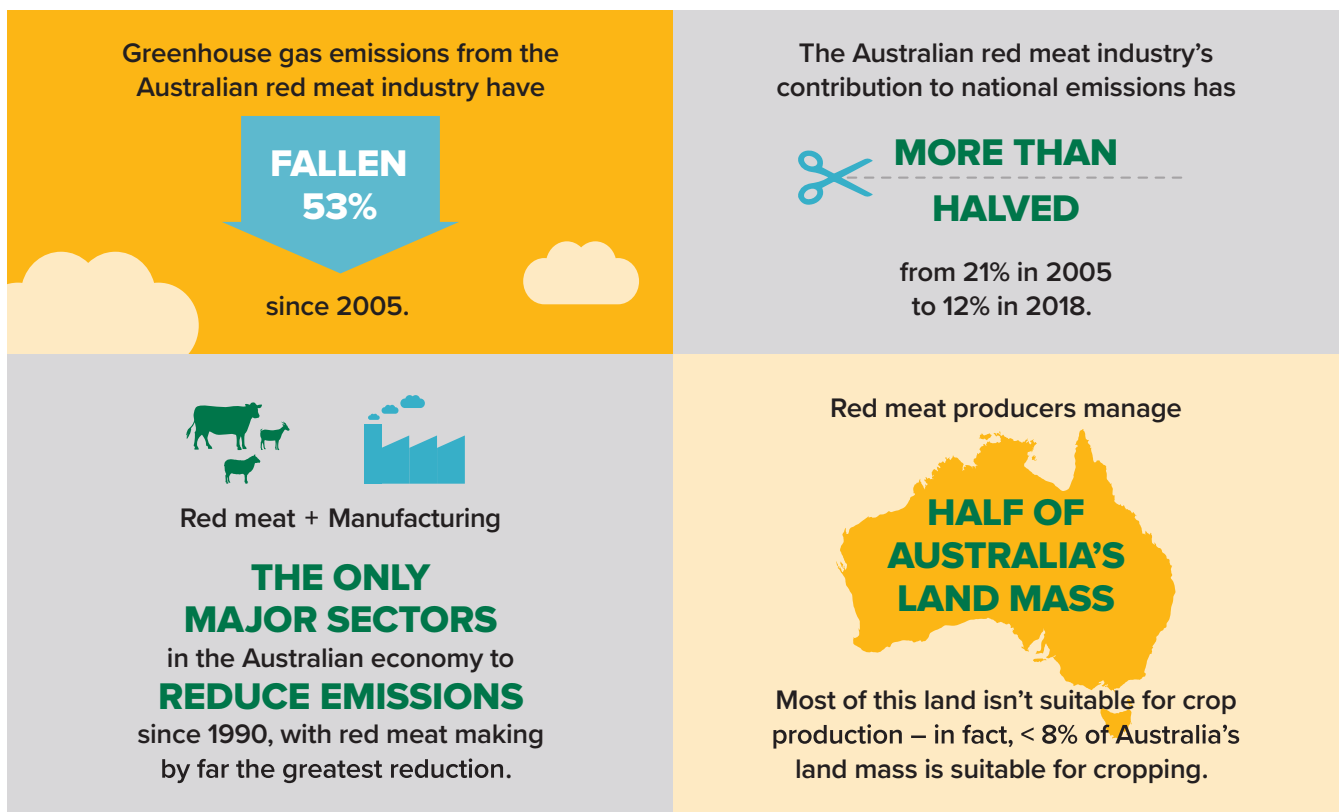 Greenhouse gas emissions from the
Australian red meat industry have
FALLEN
53%
since 2005.
The Australian red meat industry’s
contribution to national emissions has
MORE THAN
HALVED
from 21% in 2005
to 12% in 2018.
Red meat + Manufacturing
THE ONLY
MAJOR SECTORS
in the Australian economy to
REDUCE EMISSIONS
since 1990, with red meat making
by far the greatest reduction.
Red meat producers manage
HALF OF
AUSTRALIA’S
LAND MASS
Most of this land isn’t suitable for crop
production – in fact, < 8% of Australia’s
land mass is suitable for cropping.